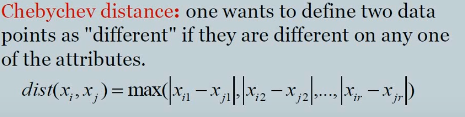 Chebychev distance: one wants to define two data
points as "different" if they are different on any one
of the attributes.
dist(xᵢ, xⱼ) = max(|xᵢ₁ − xⱼ₁|, |xᵢ₂ − xⱼ₂|, ..., |xᵢᵣ − xⱼᵣ|)